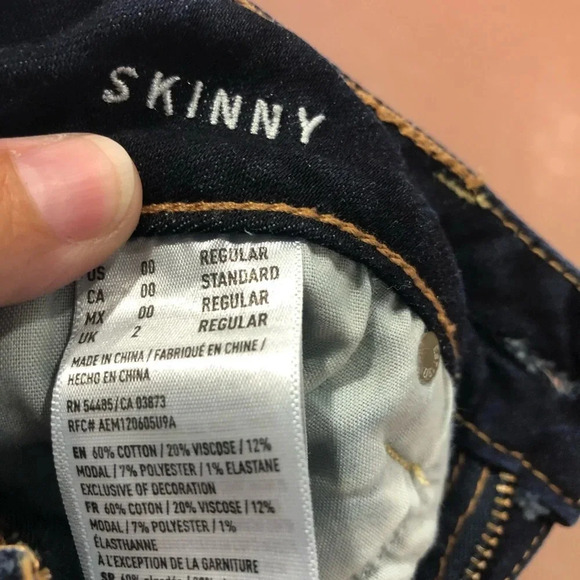 SKINNY
US 00 REGULAR
CA 00 STANDARD
MX 00 REGULAR
UK 2 REGULAR
MADE IN CHINA / FABRIQUÉ EN CHINE /
HECHO EN CHINA
RN 54485 / CA 03873
RFC# AEM120605U9A
EN 60% COTTON / 20% VISCOSE / 12%
MODAL / 7% POLYESTER / 1% ELASTANE
EXCLUSIVE OF DECORATION
FR 60% COTON / 20% VISCOSE / 12%
MODAL / 7% POLYESTER / 1%
ÉLASTHANNE
À L'EXCEPTION DE LA GARNITURE